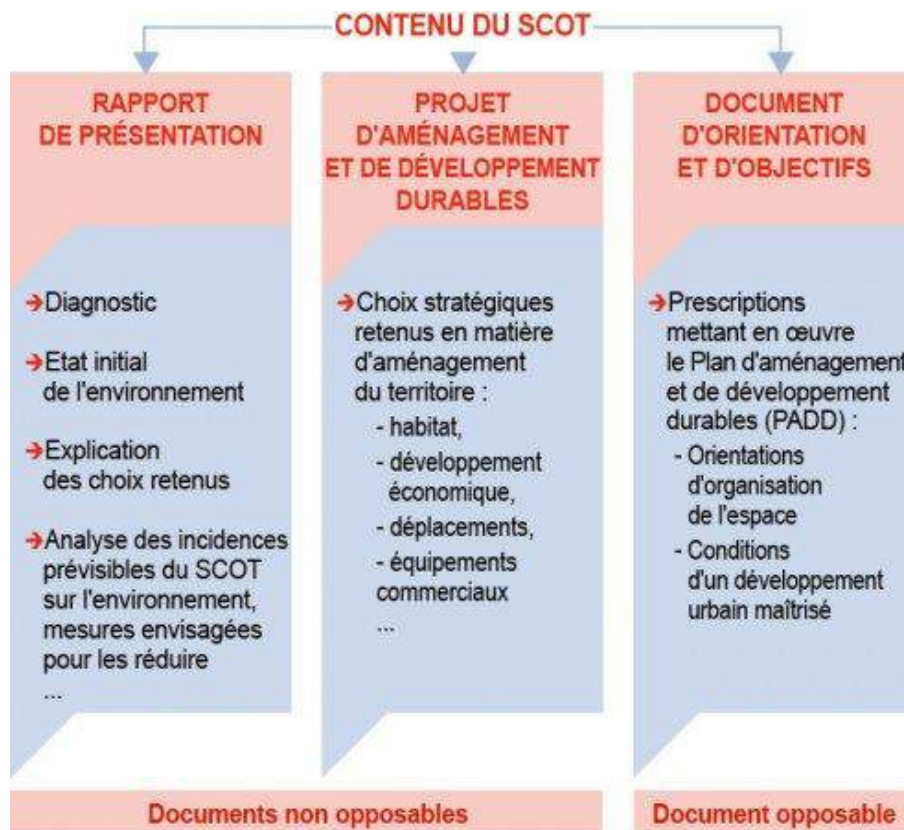 CONTENU DU SCOT
RAPPORT
DE PRÉSENTATION
➔Diagnostic
➔Etat initial
de l'environnement
➔Explication
des choix retenus
➔Analyse des incidences
prévisibles du SCOT
sur l'environnement,
mesures envisagées
pour les réduire
...
PROJET
D'AMÉNAGEMENT
ET DE DÉVELOPPEMENT
DURABLES
➔Choix stratégiques
retenus en matière
d'aménagement
du territoire :
- habitat,
- développement
économique,
- déplacements,
- équipements
commerciaux
...
DOCUMENT
D'ORIENTATION
ET D'OBJECTIFS
➔Prescriptions
mettant en œuvre
le Plan d'aménagement
et de développement
durables (PADD) :
- Orientations
d'organisation
de l'espace
- Conditions
d'un développement
urbain maîtrisé
Documents non opposables
Document opposable